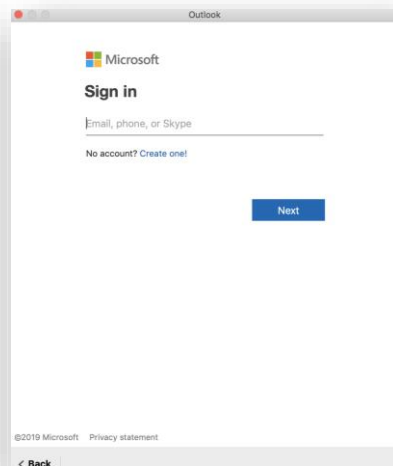 Outlook
Microsoft
Sign in
Email, phone, or Skype
No account? Create one!
Next
©2019 Microsoft Privacy statement
< Back